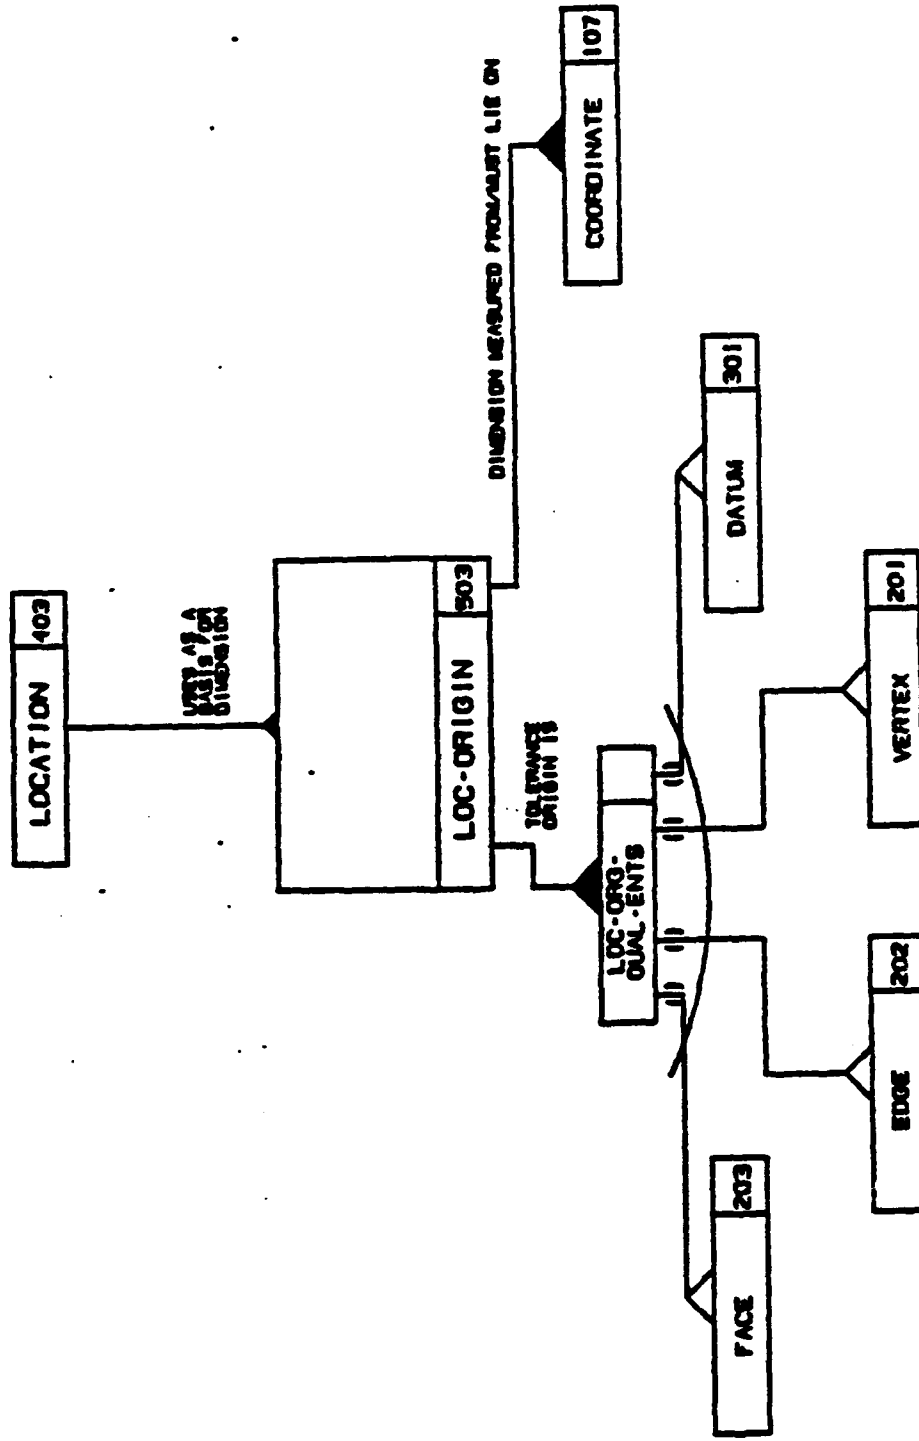 LOCATION 403
USES AS A
BASIS FOR
DIMENSION
LOC-ORIGIN 503
DIMENSION MEASURED FROM/MUST LIE ON
COORDINATE 107
TOLERANCE
ORIGIN IS
LOC-ORG-
QUAL-ENTS
DATUM 301
FACE 203
EDGE 202
VERTEX 201